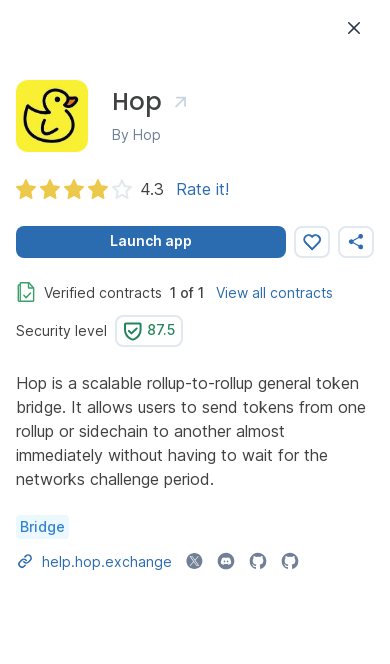 Hop
By Hop
4.3 Rate it!
Launch app
Verified contracts 1 of 1 View all contracts
Security level 87.5
Hop is a scalable rollup-to-rollup general token
bridge. It allows users to send tokens from one
rollup or sidechain to another almost
immediately without having to wait for the
networks challenge period.
Bridge
help.hop.exchange